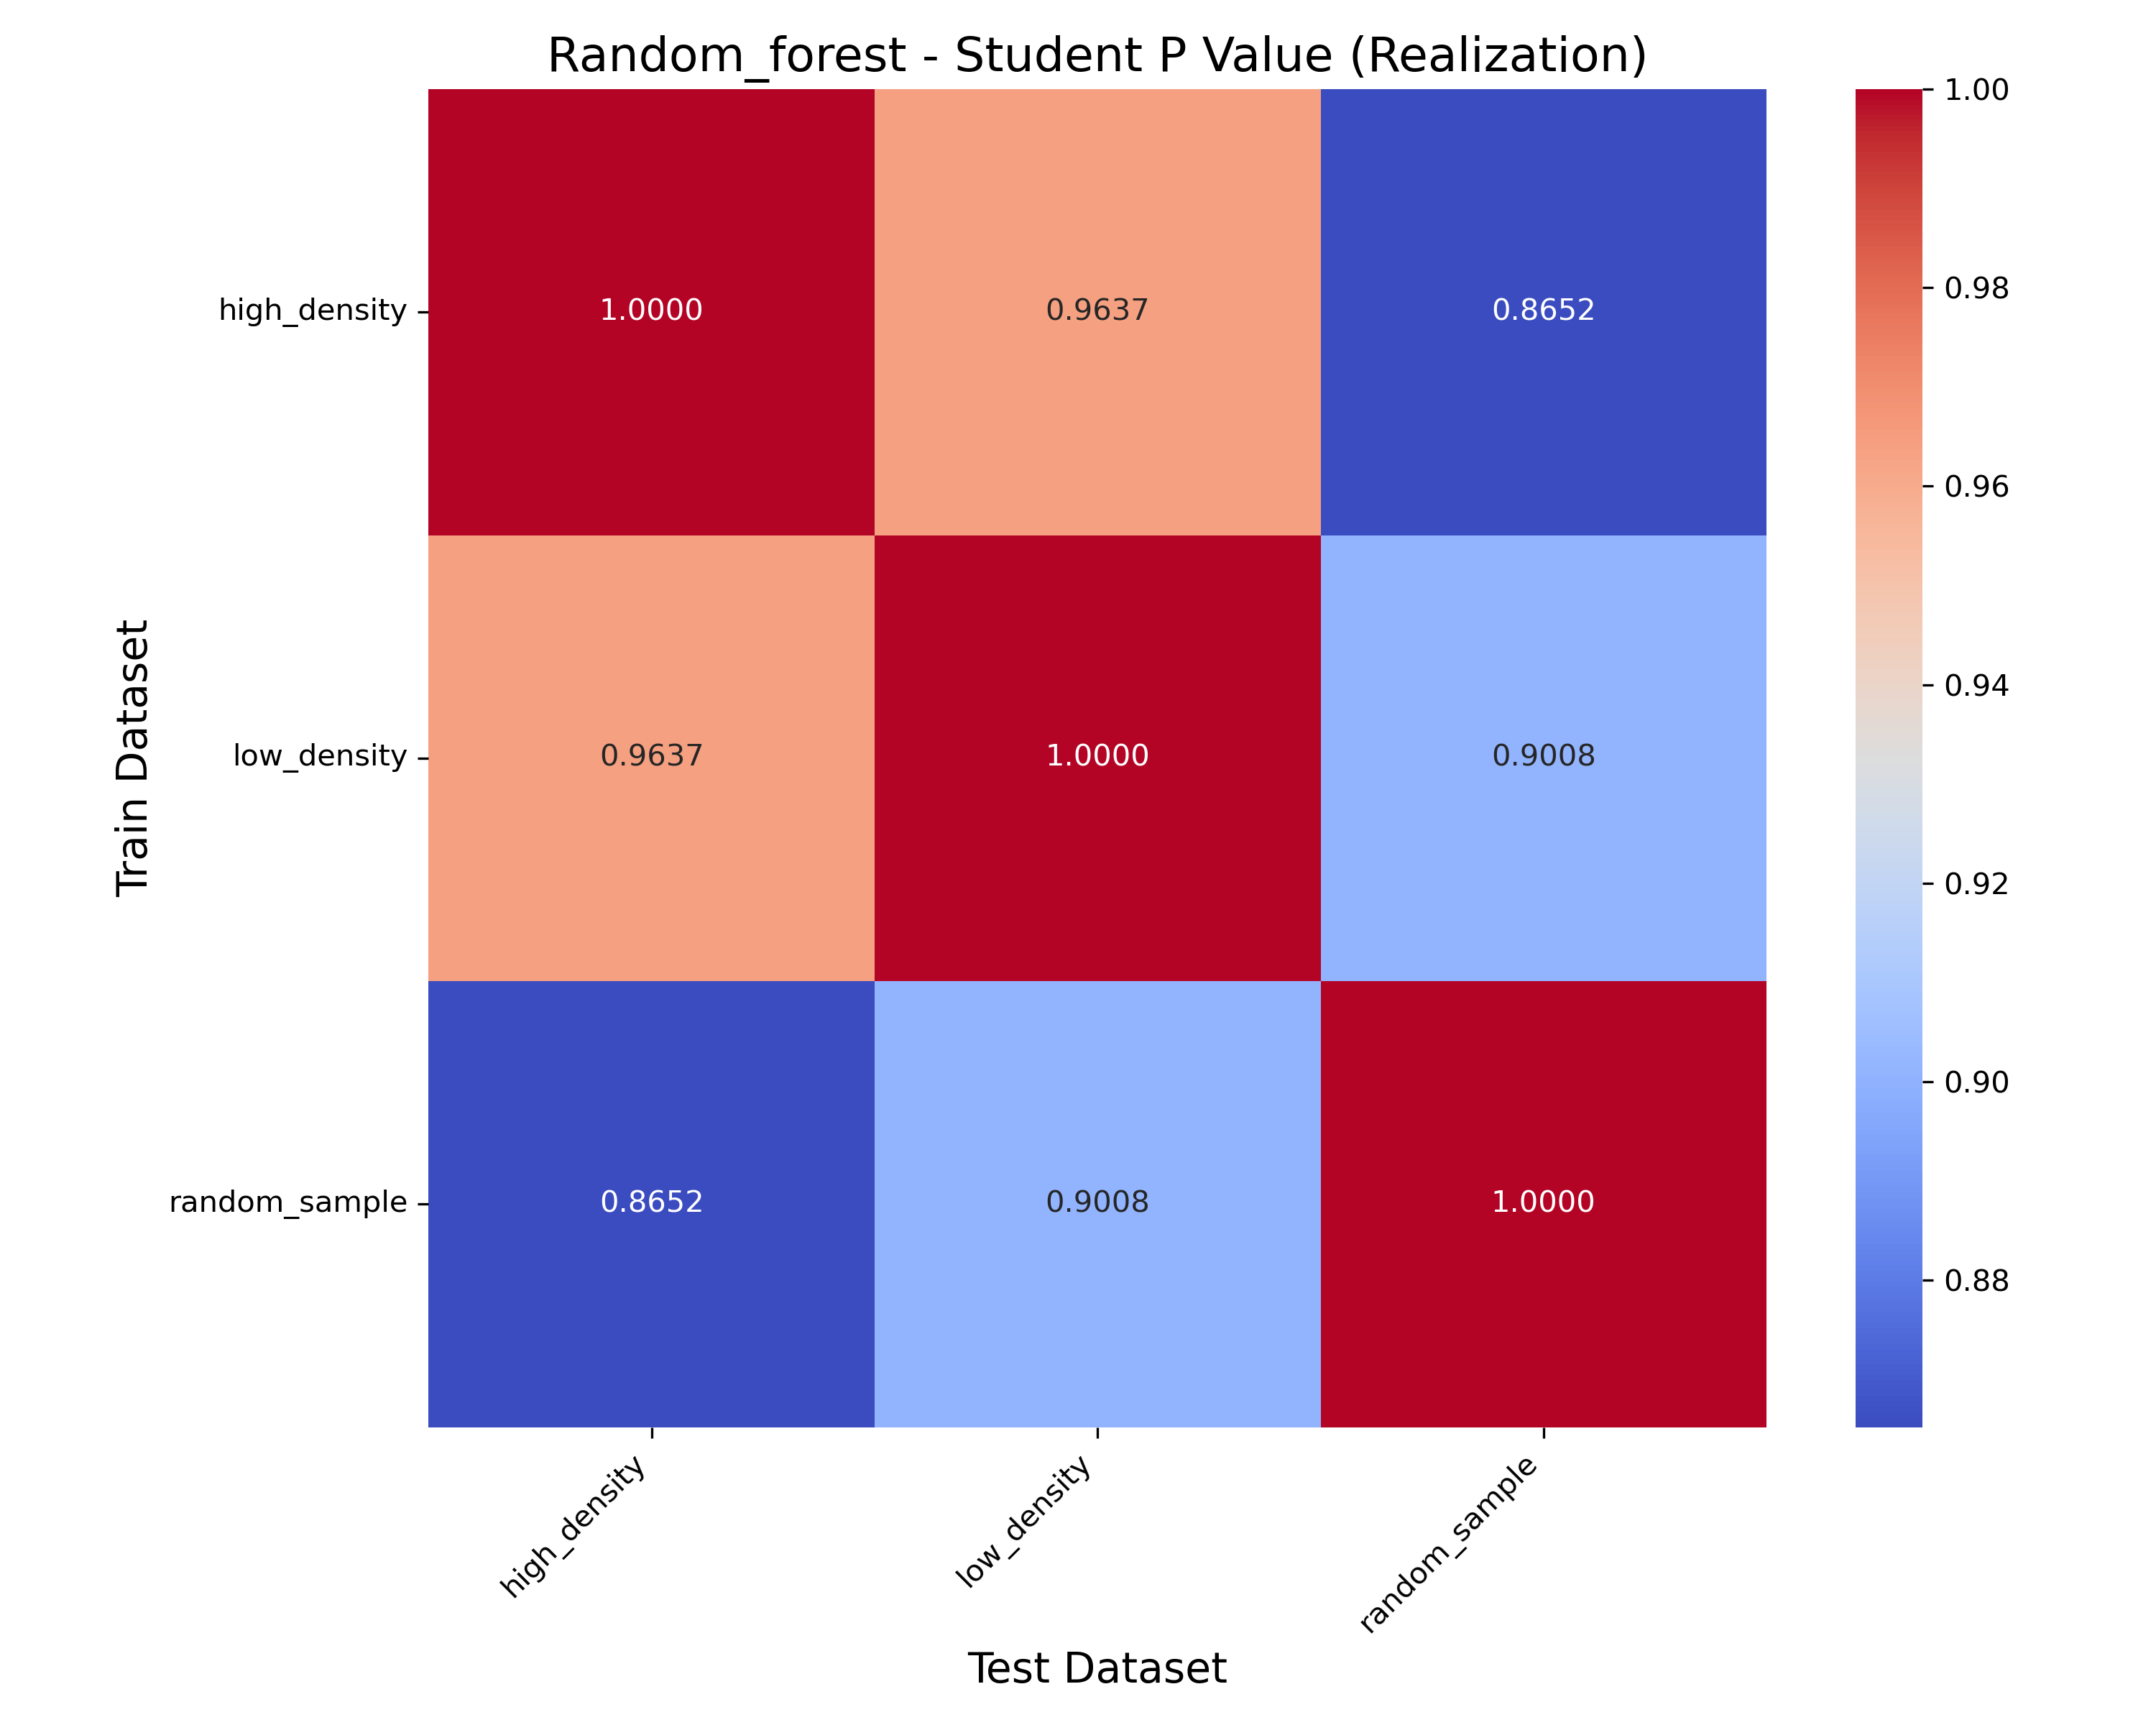 Random_forest - Student P Value (Realization)
1.00
0.98
0.96
0.94
0.92
0.90
0.88
Train Dataset
high_density
1.0000
0.9637
0.8652
low_density
0.9637
1.0000
0.9008
random_sample
0.8652
0.9008
1.0000
high_density
low_density
random_sample
Test Dataset